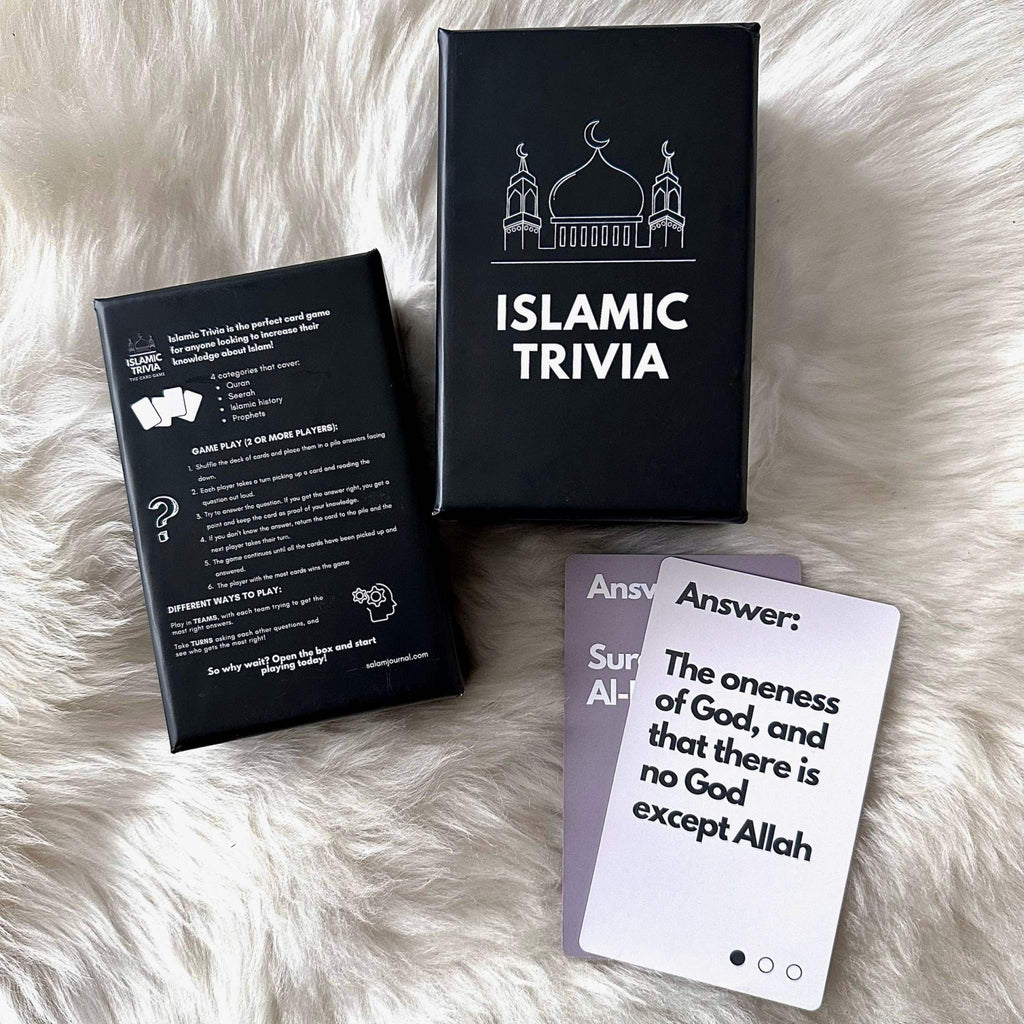 ISLAMIC
TRIVIA
ISLAMIC
TRIVIA
THE CARD GAME
Islamic Trivia is the perfect card game
for anyone looking to increase their
knowledge about Islam!
4 categories that cover:
• Quran
• Seerah
• Islamic history
• Prophets
GAME PLAY (2 OR MORE PLAYERS):
1. Shuffle the deck of cards and place them in a pile answers facing
down.
2. Each player takes a turn picking up a card and reading the
question out loud.
3. Try to answer the question. If you get the answer right, you get a
point and keep the card as proof of your knowledge.
4. If you don't know the answer, return the card to the pile and the
next player takes their turn.
5. The game continues until all the cards have been picked up and
answered.
6. The player with the most cards wins the game
DIFFERENT WAYS TO PLAY:
Play in TEAMS, with each team trying to get the
most right answers.
Take TURNS asking each other questions, and
see who gets the most right!
So why wait? Open the box and start
playing today!
salamjournal.com
Answer:
The oneness
of God, and
that there is
no God
except Allah